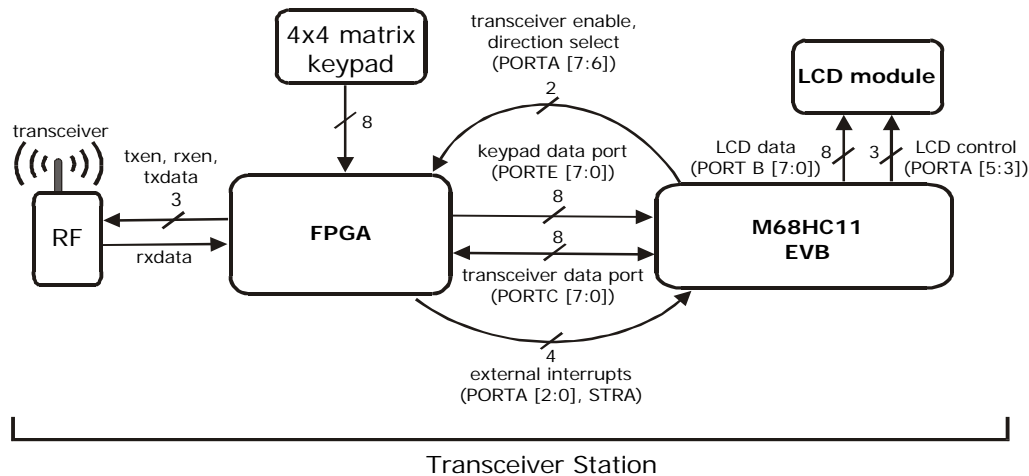 4x4 matrix
keypad
8
transceiver enable,
direction select
(PORTA [7:6])
2
LCD module
LCD data
(PORT B [7:0])
8
3
LCD control
(PORTA [5:3])
transceiver
txen, rxen,
txdata
3
RF
rxdata
FPGA
keypad data port
(PORTE [7:0])
8
8
transceiver data port
(PORTC [7:0])
M68HC11
EVB
4
external interrupts
(PORTA [2:0], STRA)
Transceiver Station